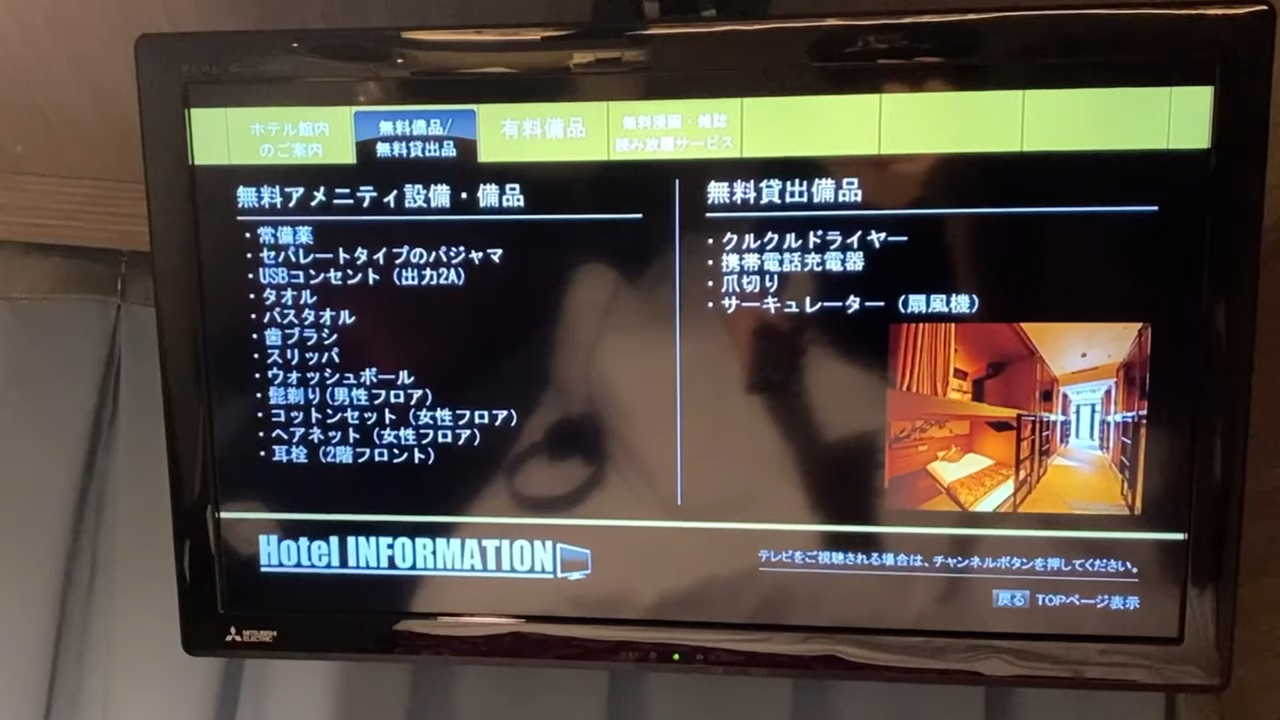 ホテル館内
のご案内
無料備品/
無料貸出品
有料備品
無料漫画・雑誌
読み放題サービス
無料アメニティ設備・備品
・常備薬
・セパレートタイプのパジャマ
・USBコンセント（出力2A）
・タオル
・バスタオル
・歯ブラシ
・スリッパ
・ウォッシュボール
・髭剃り(男性フロア)
・コットンセット（女性フロア）
・ヘアネット（女性フロア）
・耳栓（2階フロント）
無料貸出備品
・クルクルドライヤー
・携帯電話充電器
・爪切り
・サーキュレーター（扇風機）
Hotel INFORMATION
テレビをご視聴される場合は、チャンネルボタンを押してください。
戻る TOPページ表示
MITSUBISHI
ELECTRIC